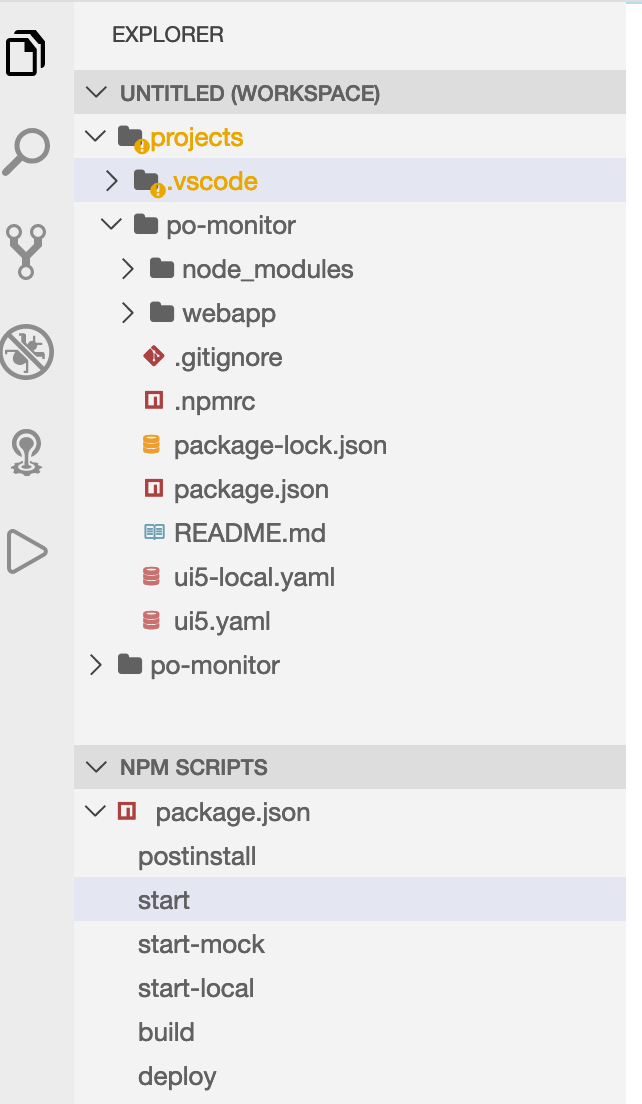 EXPLORER
UNTITLED (WORKSPACE)
projects
.vscode
po-monitor
node_modules
webapp
.gitignore
.npmrc
package-lock.json
package.json
README.md
ui5-local.yaml
ui5.yaml
po-monitor
NPM SCRIPTS
package.json
postinstall
start
start-mock
start-local
build
deploy